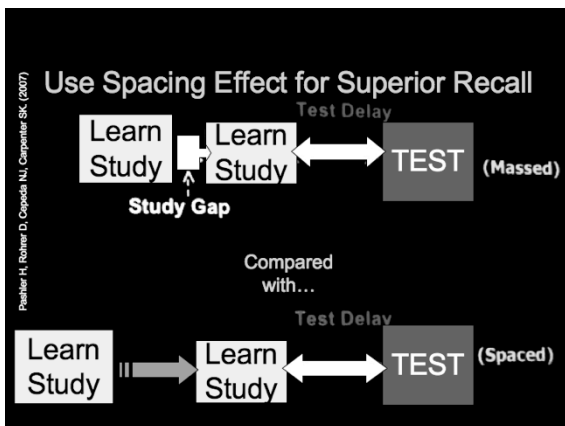 Use Spacing Effect for Superior Recall
Pashler H, Rohrer D, Cepeda NJ, Carpenter SK. (2007)
Test Delay
Learn
Study
Learn
Study
TEST
(Massed)
Study Gap
Compared
with…
Test Delay
Learn
Study
Learn
Study
TEST
(Spaced)